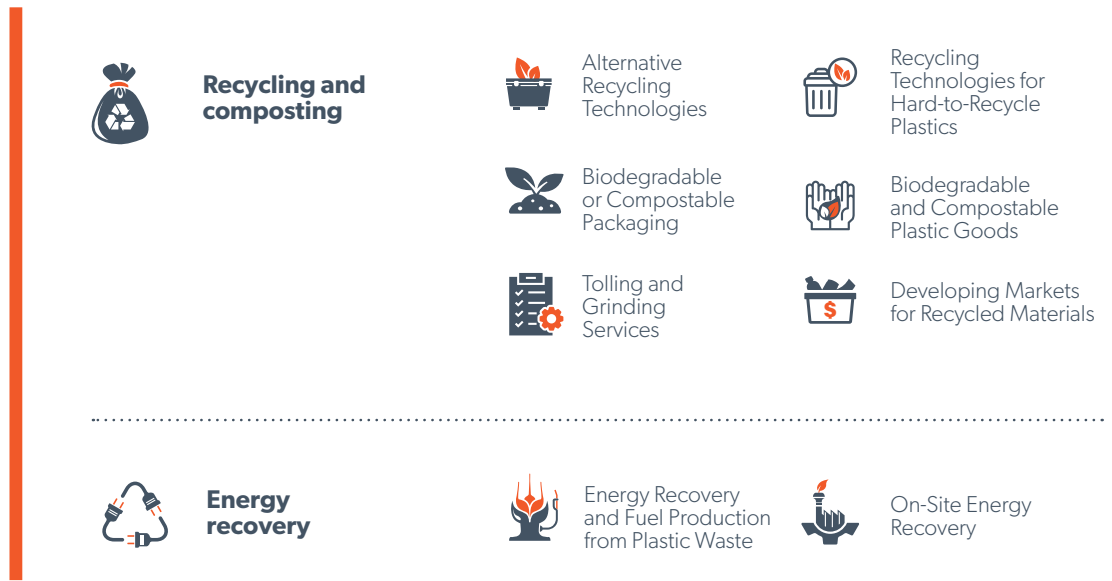 Recycling and
composting
Alternative
Recycling
Technologies
Recycling
Technologies for
Hard-to-Recycle
Plastics
Biodegradable
or Compostable
Packaging
Biodegradable
and Compostable
Plastic Goods
Tolling and
Grinding
Services
$
Developing Markets
for Recycled Materials
Energy
recovery
Energy Recovery
and Fuel Production
from Plastic Waste
On-Site Energy
Recovery